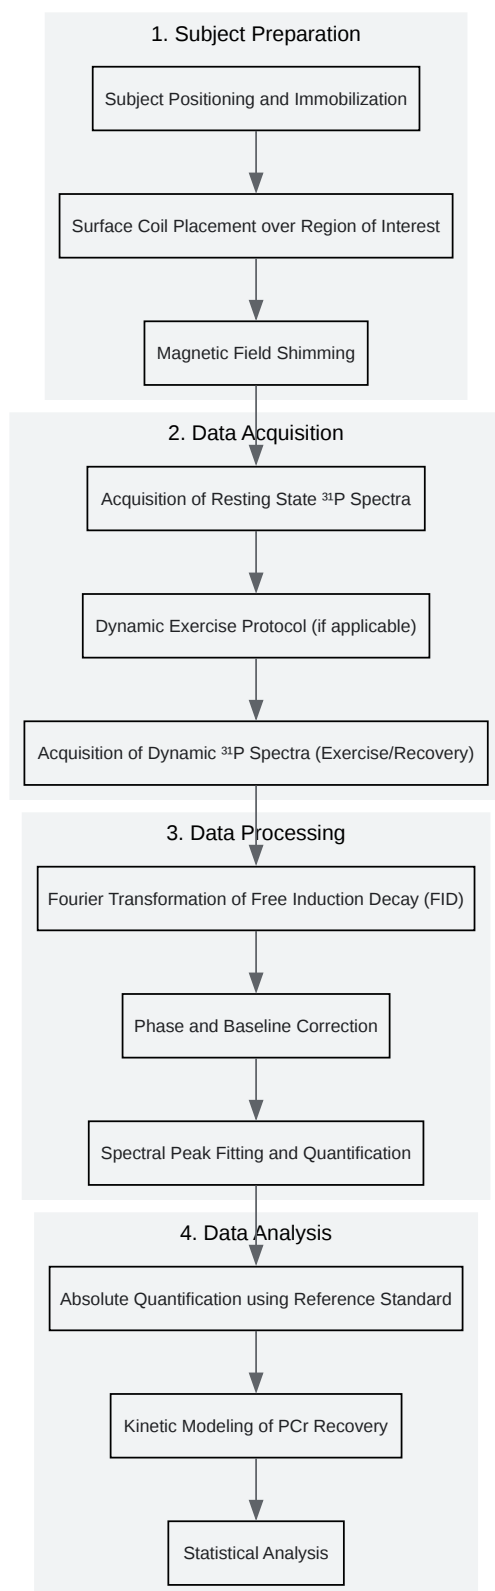 1. Subject Preparation
Subject Positioning and Immobilization
Surface Coil Placement over Region of Interest
Magnetic Field Shimming
2. Data Acquisition
Acquisition of Resting State ³¹P Spectra
Dynamic Exercise Protocol (if applicable)
Acquisition of Dynamic ³¹P Spectra (Exercise/Recovery)
3. Data Processing
Fourier Transformation of Free Induction Decay (FID)
Phase and Baseline Correction
Spectral Peak Fitting and Quantification
4. Data Analysis
Absolute Quantification using Reference Standard
Kinetic Modeling of PCr Recovery
Statistical Analysis